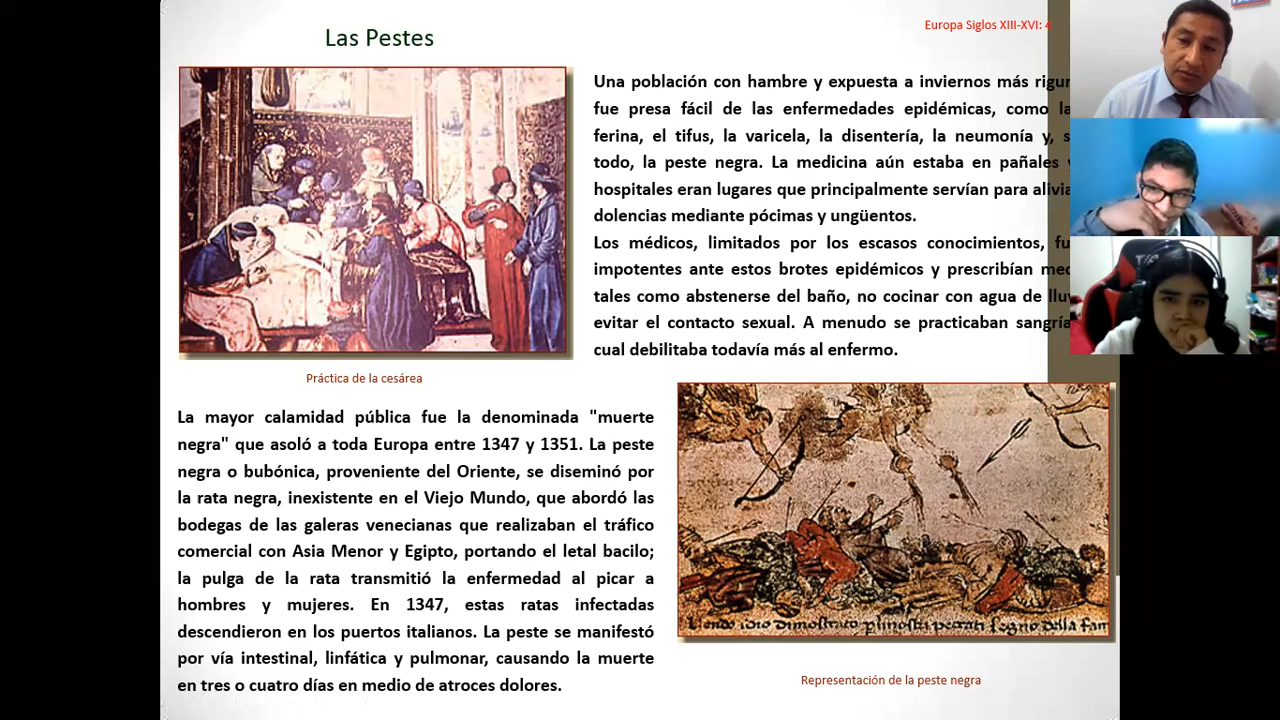 Las Pestes
Europa Siglos XIII-XVI:
Una población con hambre y expuesta a inviernos más
fue presa fácil de las enfermedades epidémicas, como
ferina, el tifus, la varicela, la disentería, la neumonía y,
todo, la peste negra. La medicina aún estaba en pañales
hospitales eran lugares que principalmente servían para
dolencias mediante pócimas y ungüentos.
Los médicos, limitados por los escasos conocimientos,
impotentes ante estos brotes epidémicos y prescribían
tales como abstenerse del baño, no cocinar con agua de
evitar el contacto sexual. A menudo se practicaban
cual debilitaba todavía más al enfermo.
Práctica de la cesárea
La mayor calamidad pública fue la denominada "muerte
negra" que asoló a toda Europa entre 1347 y 1351. La peste
negra o bubónica, proveniente del Oriente, se diseminó por
la rata negra, inexistente en el Viejo Mundo, que abordó las
bodegas de las galeras venecianas que realizaban el tráfico
comercial con Asia Menor y Egipto, portando el letal bacilo;
la pulga de la rata transmitió la enfermedad al picar a
hombres y mujeres. En 1347, estas ratas infectadas
descendieron en los puertos italianos. La peste se manifestó
por vía intestinal, linfática y pulmonar, causando la muerte
en tres o cuatro días en medio de atroces dolores.
Representación de la peste negra